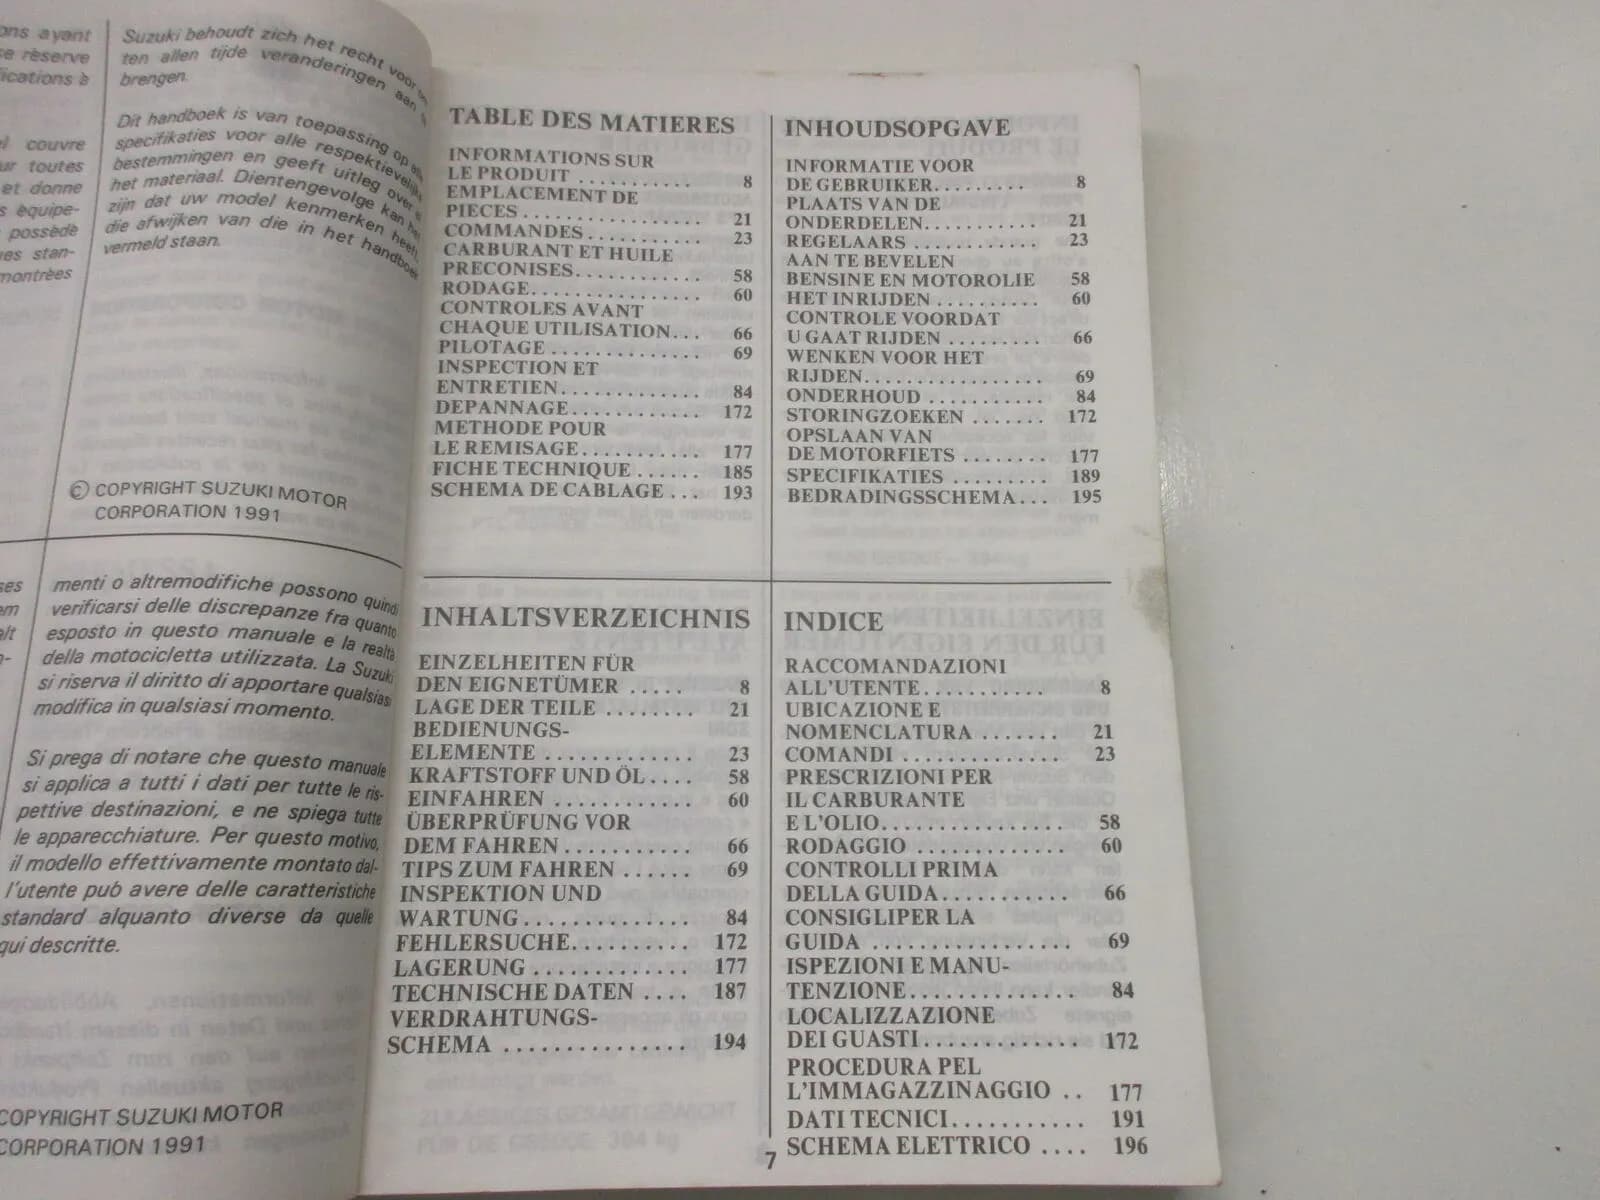 ons ayant
se réserve
ications à
el couvre
ur toutes
et donne
s équipe-
possède
ues stan-
montrées
Suzuki behoudt zich het recht voor
ten allen tijde veranderingen aan
brengen.
Dit handboek is van toepassing op
specifikaties voor alle respektievelijke
bestemmingen en geeft uitleg over
het materiaal. Dientengevolge kan het
zijn dat uw model kenmerken heeft,
die afwijken van die in het handboek
vermeld staan.
© COPYRIGHT SUZUKI MOTOR
CORPORATION 1991
menti o altremodifiche possono quindi
verificarsi delle discrepanze fra quanto
esposto in questo manuale e la realtà
della motocicletta utilizzata. La Suzuki
si riserva il diritto di apportare qualsiasi
modifica in qualsiasi momento.
Si prega di notare che questo manuale
si applica a tutti i dati per tutte le ris-
pettive destinazioni, e ne spiega tutte
le apparecchiature. Per questo motivo,
il modello effettivamente montato dal-
l'utente può avere delle caratteristiche
standard alquanto diverse da quelle
qui descritte.
COPYRIGHT SUZUKI MOTOR
CORPORATION 1991
TABLE DES MATIERES
INFORMATIONS SUR
LE PRODUIT ........... 8
EMPLACEMENT DE
PIECES ................. 21
COMMANDES ........... 23
CARBURANT ET HUILE
PRECONISES ............ 58
RODAGE ................ 60
CONTROLES AVANT
CHAQUE UTILISATION ... 66
PILOTAGE .............. 69
INSPECTION ET
ENTRETIEN ............. 84
DEPANNAGE ............ 172
METHODE POUR
LE REMISAGE ........... 177
FICHE TECHNIQUE ...... 185
SCHEMA DE CABLAGE ... 193
INHOUDSOPGAVE
INFORMATIE VOOR
DE GEBRUIKER ......... 8
PLAATS VAN DE
ONDERDELEN ........... 21
REGELAARS ............ 23
AAN TE BEVELEN
BENSINE EN MOTOROLIE 58
HET INRIJDEN .......... 60
CONTROLE VOORDAT
U GAAT RIJDEN ......... 66
WENKEN VOOR HET
RIJDEN ................. 69
ONDERHOUD ........... 84
STORINGZOEKEN ....... 172
OPSLAAN VAN
DE MOTORFIETS ........ 177
SPECIFIKATIES ......... 189
BEDRADINGSSCHEMA ... 195
INHALTSVERZEICHNIS
EINZELHEITEN FÜR
DEN EIGNETÜMER ..... 8
LAGE DER TEILE ........ 21
BEDIENUNGS-
ELEMENTE ............. 23
KRAFTSTOFF UND ÖL .... 58
EINFAHREN ............ 60
ÜBERPRÜFUNG VOR
DEM FAHREN ........... 66
TIPS ZUM FAHREN ...... 69
INSPEKTION UND
WARTUNG .............. 84
FEHLERSUCHE .......... 172
LAGERUNG ............. 177
TECHNISCHE DATEN .... 187
VERDRAHTUNGS-
SCHEMA ............... 194
INDICE
RACCOMANDAZIONI
ALL'UTENTE ........... 8
UBICAZIONE E
NOMENCLATURA ....... 21
COMANDI .............. 23
PRESCRIZIONI PER
IL CARBURANTE
E L'OLIO ................ 58
RODAGGIO ............. 60
CONTROLLI PRIMA
DELLA GUIDA ........... 66
CONSIGLIPER LA
GUIDA ................. 69
ISPEZIONI E MANU-
TENZIONE .............. 84
LOCALIZZAZIONE
DEI GUASTI ............. 172
PROCEDURA PEL
L'IMMAGAZZINAGGIO .. 177
DATI TECNICI ........... 191
SCHEMA ELETTRICO .... 196
7